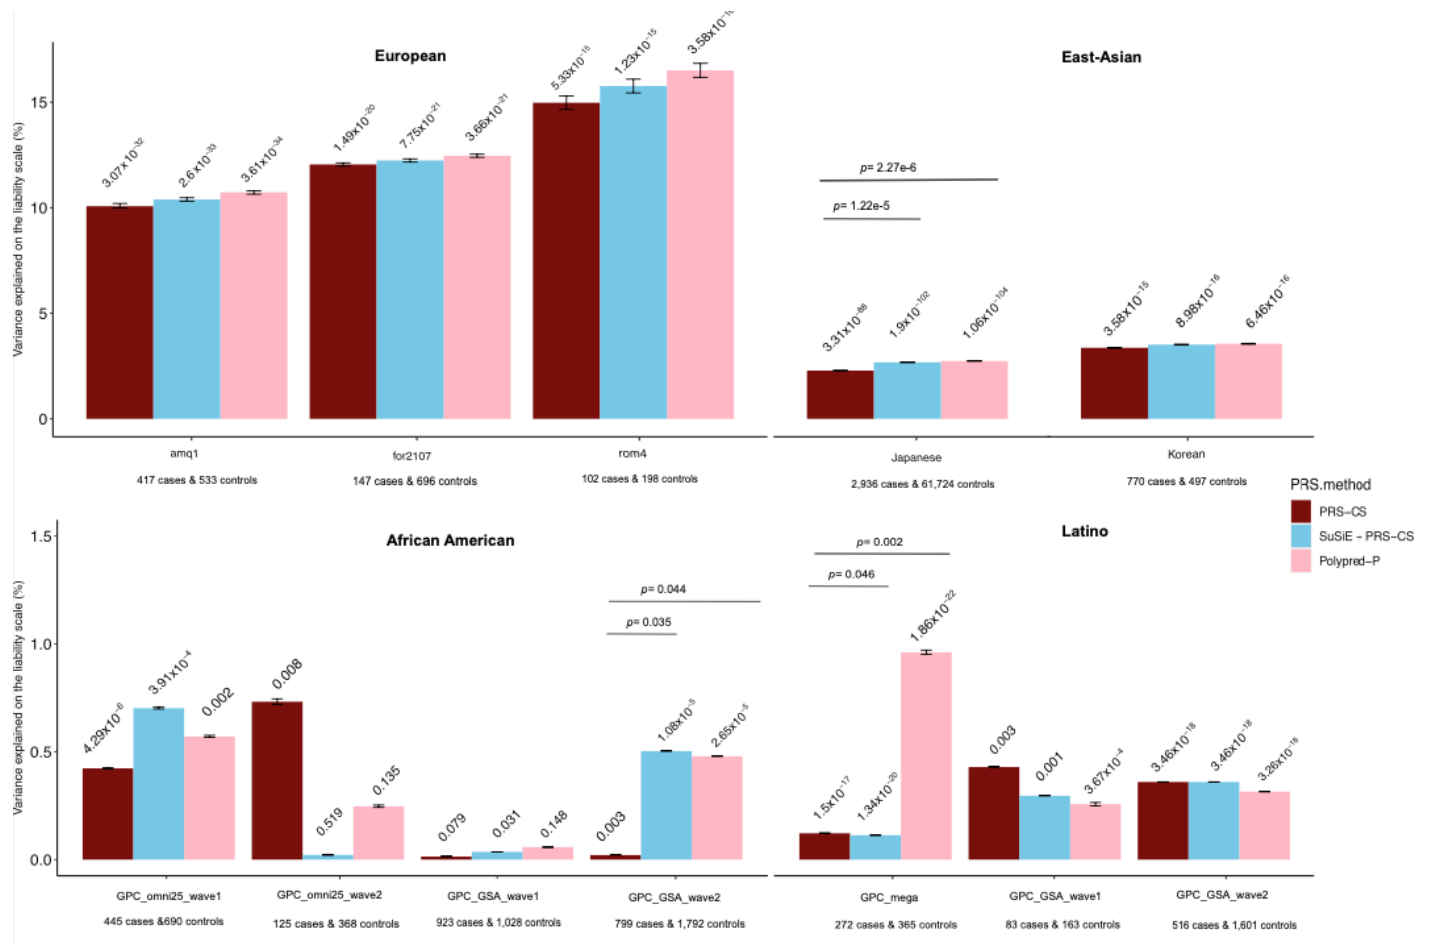 European
East-Asian
Variance explained on the liability scale (%)
15
10
5
0
3.07x10⁻³²
2.6x10⁻³³
3.61x10⁻³⁴
1.49x10⁻²⁰
7.75x10⁻²¹
3.66x10⁻²¹
5.33x10⁻¹⁵
1.23x10⁻¹⁵
p= 2.27e-6
p= 1.22e-5
1.9x10⁻¹⁰²
1.06x10⁻¹⁰⁴
3.58x10⁻¹⁵
8.98x10⁻¹⁶
6.46x10⁻¹⁶
amq1
for2107
rom4
Japanese
Korean
417 cases & 533 controls
147 cases & 696 controls
102 cases & 198 controls
2,936 cases & 61,724 controls
770 cases & 497 controls
PRS.method
PRS-CS
SuSiE - PRS-CS
Polypred-P
African American
Latino
Variance explained on the liability scale (%)
1.5
1.0
0.5
0.0
4.29x10⁻⁶
3.91x10⁻⁴
0.002
0.008
0.519
0.135
0.079
0.031
0.148
p= 0.044
p= 0.035
0.003
1.08x10⁻⁵
2.65x10⁻⁵
p= 0.002
p= 0.046
1.5x10⁻¹⁷
1.34x10⁻²⁰
1.86x10⁻²²
0.003
0.001
3.67x10⁻⁴
3.46x10⁻¹⁸
3.46x10⁻¹⁸
GPC_omni25_wave1
GPC_omni25_wave2
GPC_GSA_wave1
GPC_GSA_wave2
GPC_mega
GPC_GSA_wave1
GPC_GSA_wave2
445 cases &690 controls
125 cases & 368 controls
923 cases & 1,028 controls
799 cases & 1,792 controls
272 cases & 365 controls
83 cases & 163 controls
516 cases & 1,601 controls